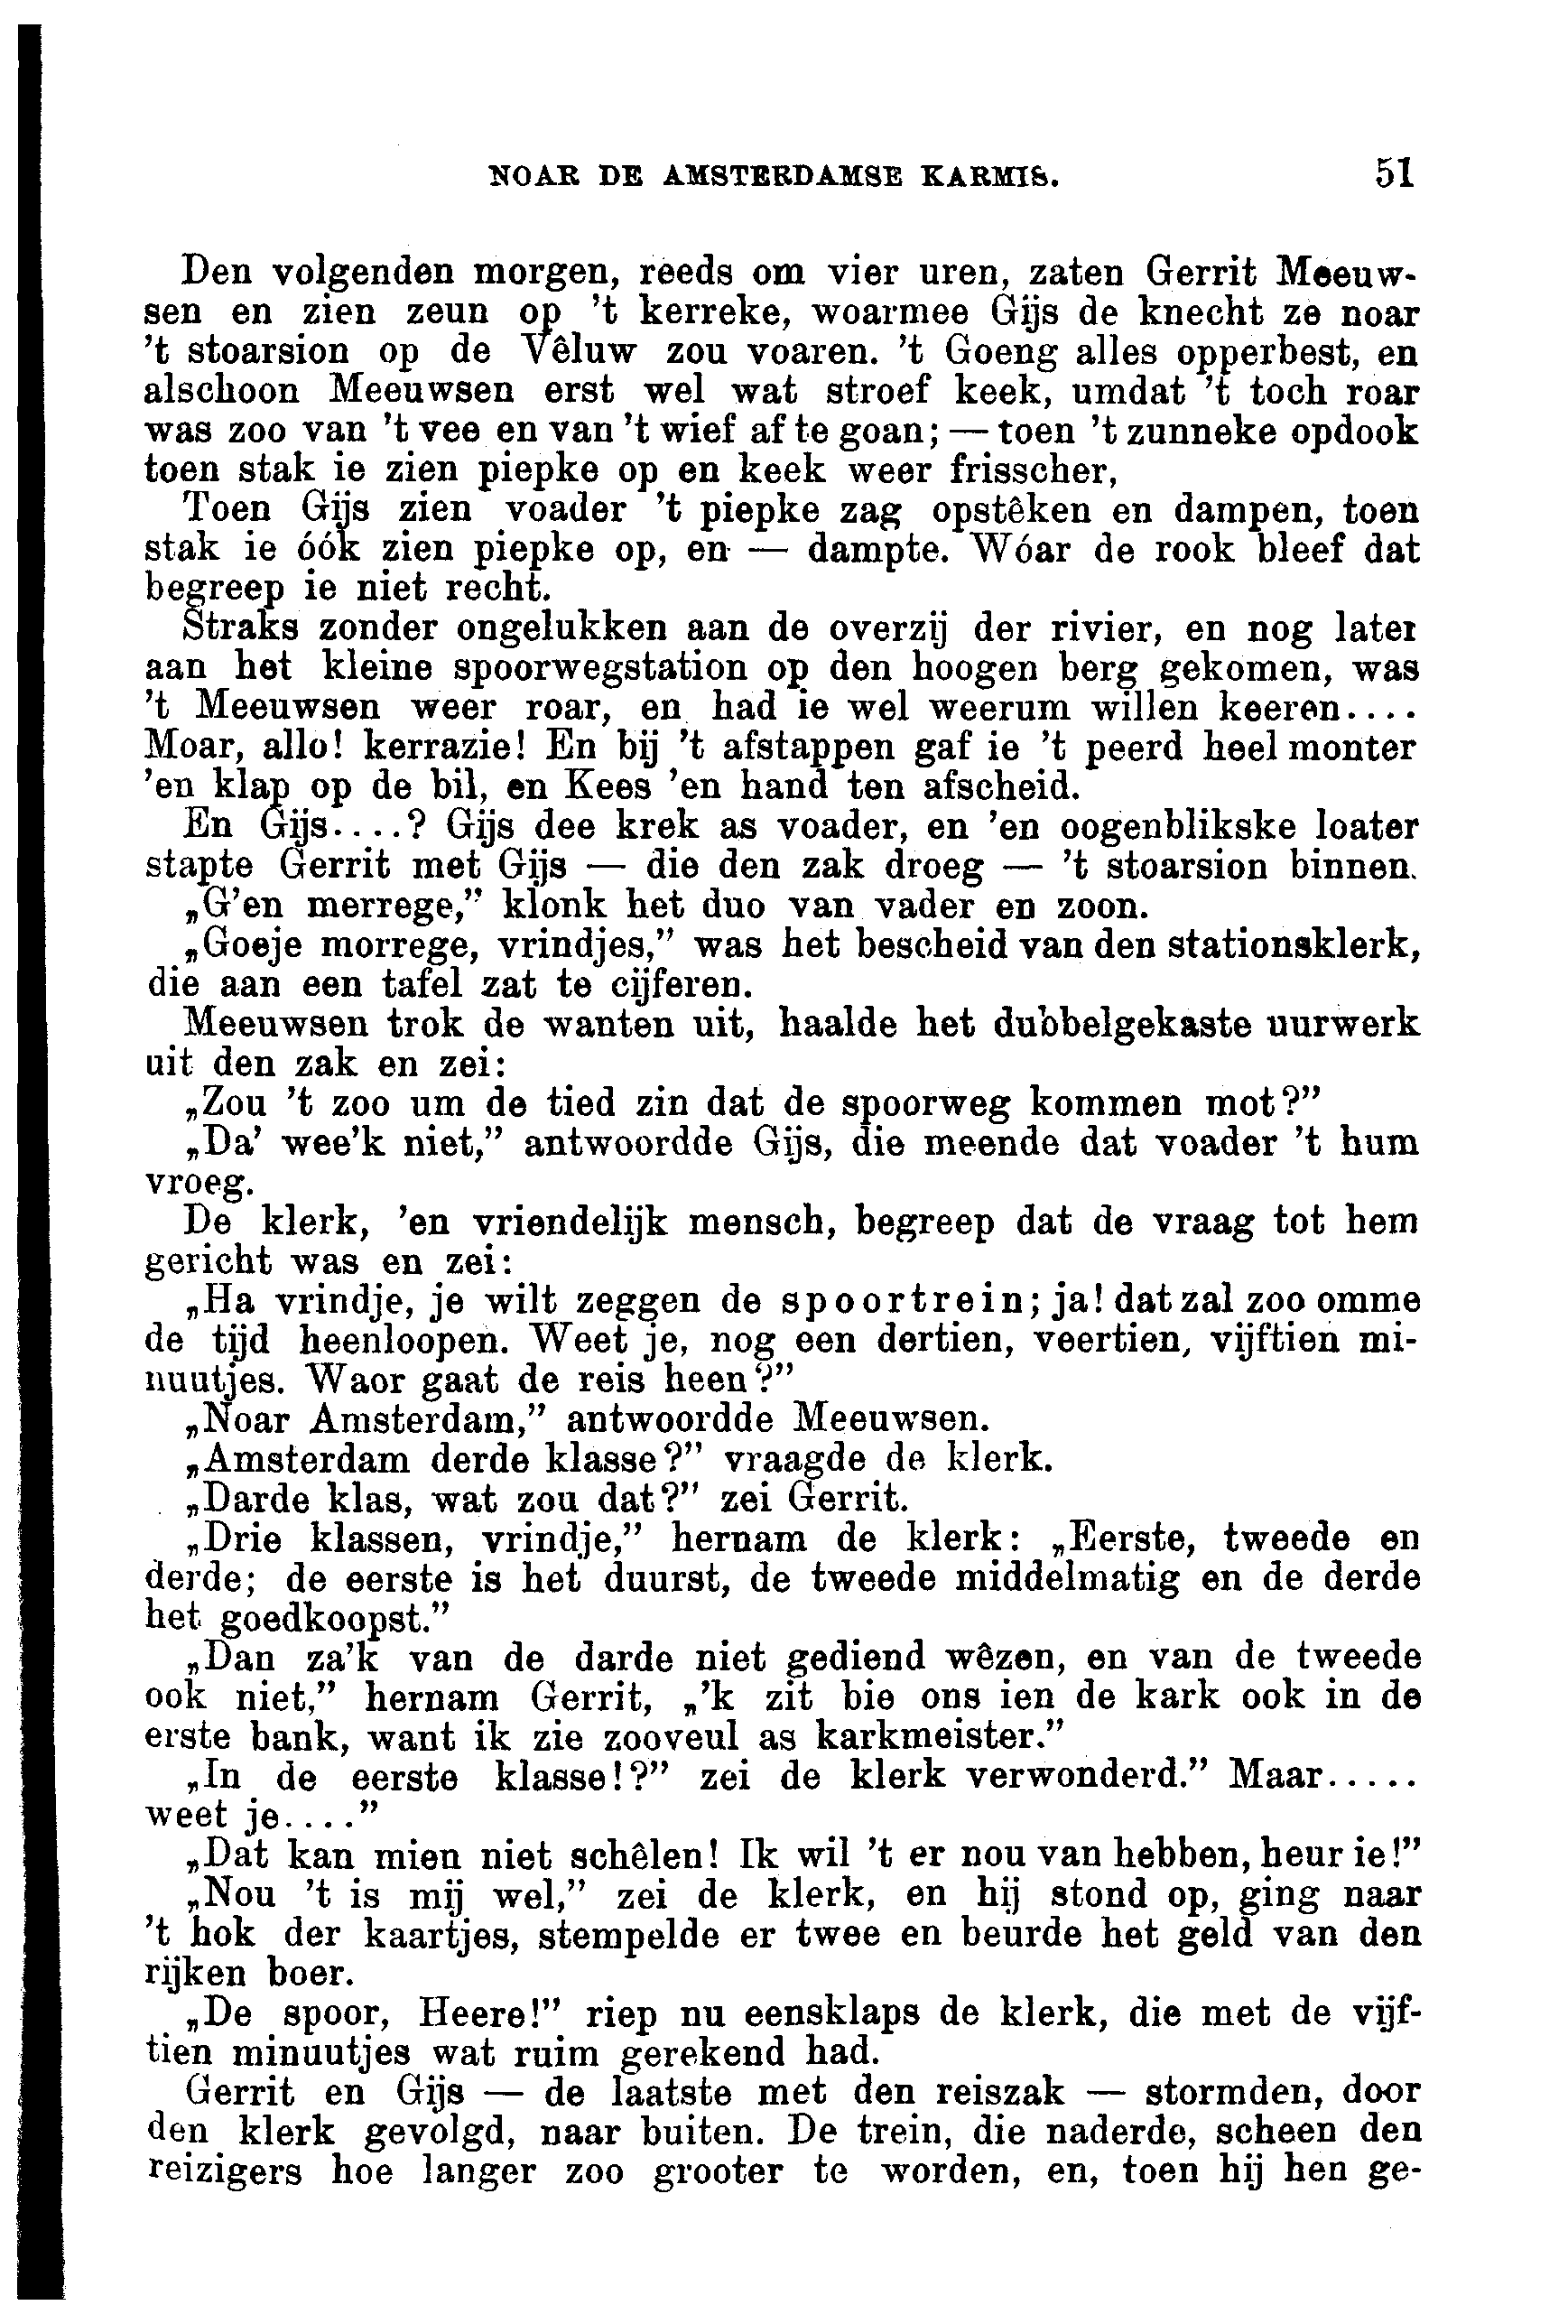 NOAR DE AMSTERDAMSE KARMIS. 51
Den volgenden morgen, reeds om vier uren, zaten Gerrit Meeuw-
sen en zien zeun op 't kerreke, woarmee Gijs de knecht ze noar
't stoarsion op de Vêluw zou voaren. 't Goeng alles opperbest, en
alschoon Meeuwsen erst wel wat stroef keek, umdat 't toch roar
was zoo van 't vee en van 't wief af te goan; — toen 't zunneke opdook
toen stak ie zien piepke op en keek weer frisscher,
Toen Gijs zien voader 't piepke zag opstêken en dampen, toen
stak ie óók zien piepke op, en — dampte. Wóar de rook bleef dat
begreep ie niet recht.
Straks zonder ongelukken aan de overzij der rivier, en nog later
aan het kleine spoorwegstation op den hoogen berg gekomen, was
't Meeuwsen weer roar, en had ie wel weerum willen keeren....
Moar, allo! kerrazie! En bij 't afstappen gaf ie 't peerd heel monter
'en klap op de bil, en Kees 'en hand ten afscheid.
En Gijs....? Gijs dee krek as voader, en 'en oogenblikske loater
stapte Gerrit met Gijs — die den zak droeg — 't stoarsion binnen.
„G'en merrege,” klonk het duo van vader en zoon.
„Goeje morrege, vrindjes,” was het bescheid van den stationsklerk,
die aan een tafel zat te cijferen.
Meeuwsen trok de wanten uit, haalde het dubbelgekaste uurwerk
uit den zak en zei:
„Zou 't zoo um de tied zin dat de spoorweg kommen mot?”
„Da' wee'k niet,” antwoordde Gijs, die meende dat voader 't hum
vroeg.
De klerk, 'en vriendelijk mensch, begreep dat de vraag tot hem
gericht was en zei:
„Ha vrindje, je wilt zeggen de spoortrein; ja! dat zal zoo omme
de tijd heenloopen. Weet je, nog een dertien, veertien, vijftien mi-
nuutjes. Waor gaat de reis heen?”
„Noar Amsterdam,” antwoordde Meeuwsen.
„Amsterdam derde klasse?” vraagde de klerk.
„Darde klas, wat zou dat?” zei Gerrit.
„Drie klassen, vrindje,” hernam de klerk: „Eerste, tweede en
derde; de eerste is het duurst, de tweede middelmatig en de derde
het goedkoopst.”
„Dan za'k van de darde niet gediend wêzen, en van de tweede
ook niet,” hernam Gerrit, „'k zit bie ons ien de kark ook in de
erste bank, want ik zie zooveul as karkmeister.”
„In de eerste klasse!?” zei de klerk verwonderd.” Maar.....
weet je....”
„Dat kan mien niet schêlen! Ik wil 't er nou van hebben, heur ie!”
„Nou 't is mij wel,” zei de klerk, en hij stond op, ging naar
't hok der kaartjes, stempelde er twee en beurde het geld van den
rijken boer.
„De spoor, Heere!” riep nu eensklaps de klerk, die met de vijf-
tien minuutjes wat ruim gerekend had.
Gerrit en Gijs — de laatste met den reiszak — stormden, door
den klerk gevolgd, naar buiten. De trein, die naderde, scheen den
reizigers hoe langer zoo grooter te worden, en, toen hij hen ge-